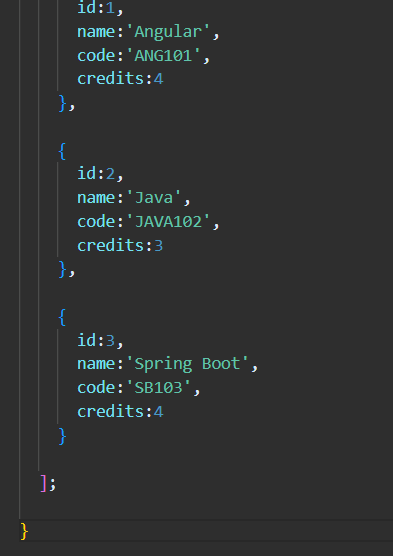 id:1,
name:'Angular',
code:'ANG101',
credits:4
},
{
id:2,
name:'Java',
code:'JAVA102',
credits:3
},
{
id:3,
name:'Spring Boot',
code:'SB103',
credits:4
}
];
}